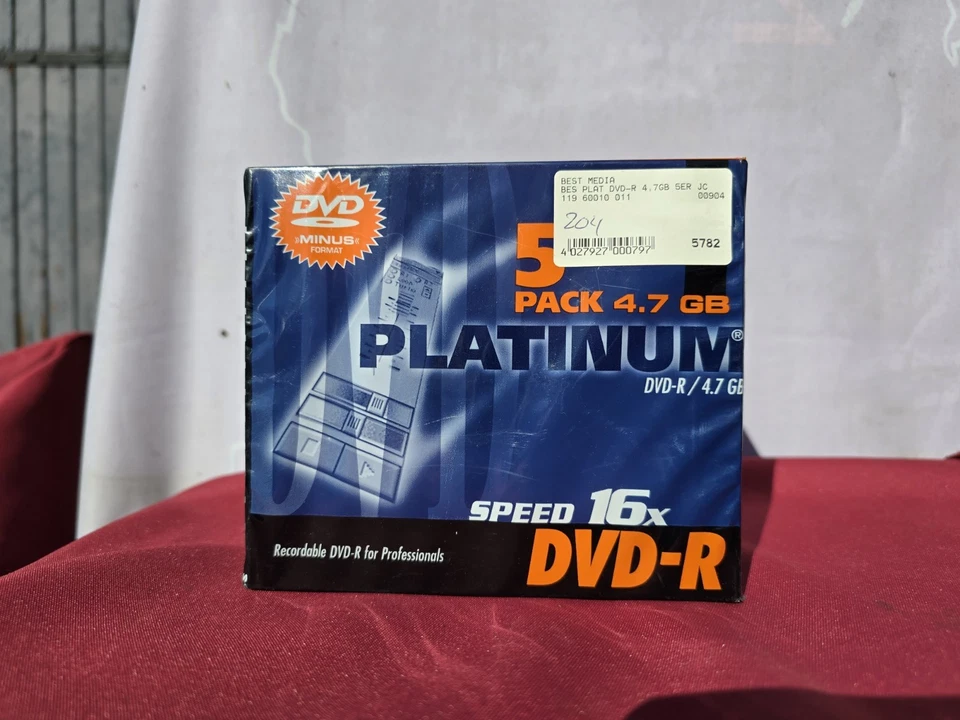 DVD
»MINUS«
FORMAT
BEST MEDIA
BES PLAT DVD-R 4.7GB 5ER JC
119 60010 011 00904
204
4 027927 000797
5782
5
PACK 4.7 GB
PLATINUM®
DVD-R / 4.7 GB
SPEED 16x
Recordable DVD-R for Professionals
DVD-R